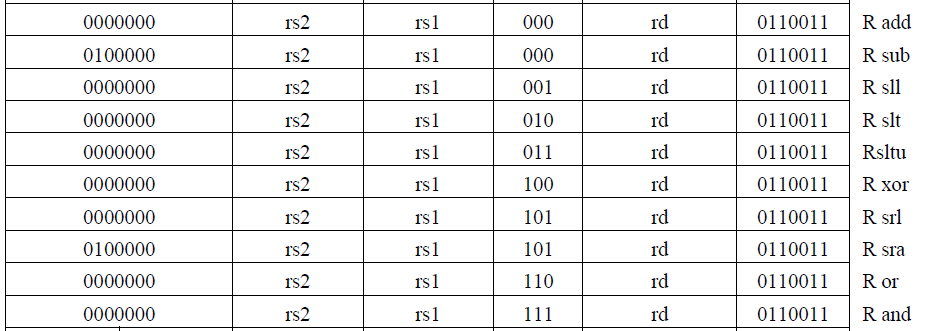 0000000 rs2 rs1 000 rd 0110011 R add
0100000 rs2 rs1 000 rd 0110011 R sub
0000000 rs2 rs1 001 rd 0110011 R sll
0000000 rs2 rs1 010 rd 0110011 R slt
0000000 rs2 rs1 011 rd 0110011 Rsltu
0000000 rs2 rs1 100 rd 0110011 R xor
0000000 rs2 rs1 101 rd 0110011 R srl
0100000 rs2 rs1 101 rd 0110011 R sra
0000000 rs2 rs1 110 rd 0110011 R or
0000000 rs2 rs1 111 rd 0110011 R and